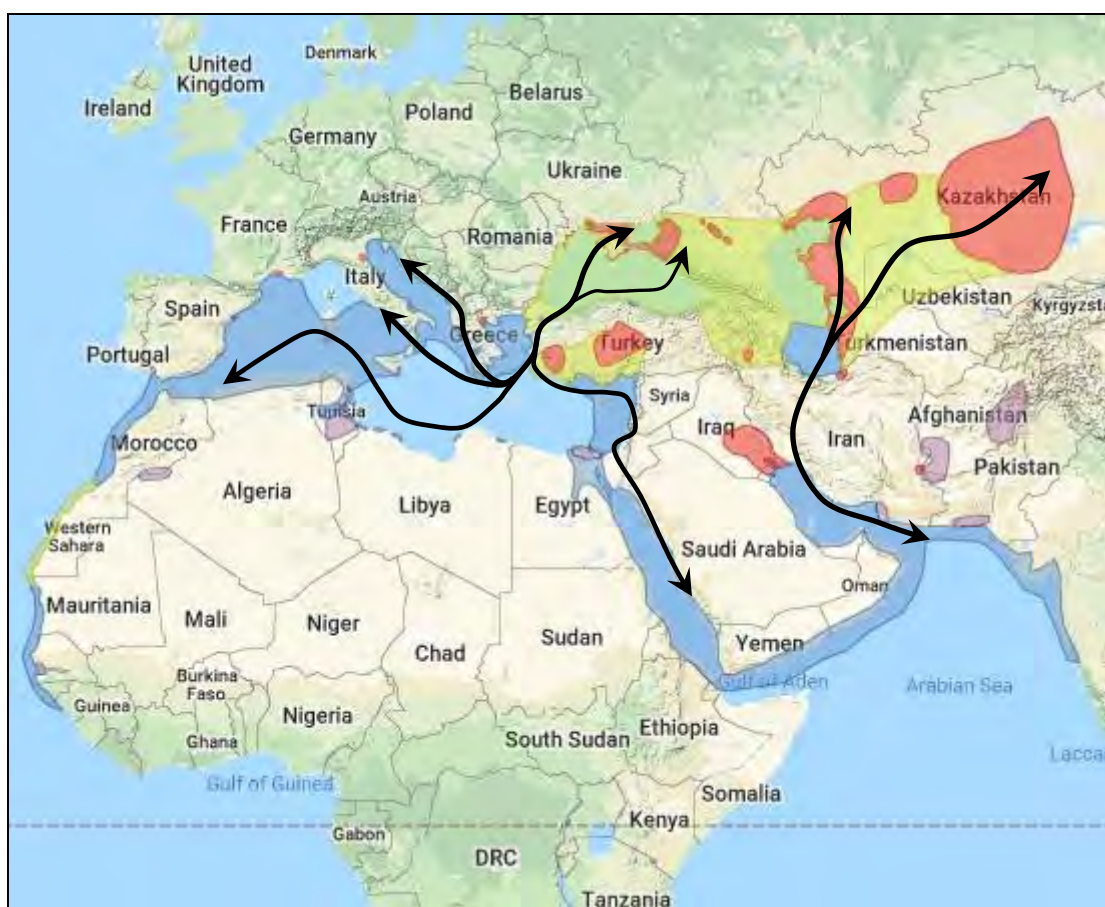 Denmark
United
Kingdom
Ireland
Belarus
Poland
Germany
Ukraine
Austria
Kazakhstan
France
Romania
Italy
Spain
Uzbekistan
Kyrgyzsta
Greece
Turkey
Turkmenistan
Portugal
Syria
Tunisia
Afghanistan
Morocco
Iraq
Iran
Pakistan
Algeria
Libya
Egypt
Western
Sahara
Saudi Arabia
Oman
Mauritania
Mali
Niger
Chad
Sudan
Yemen
Burkina
Faso
Gulf of Aden
Arabian Sea
Guinea
Nigeria
Ethiopia
Ghana
South Sudan
Lacca
Gulf of Guinea
Somalia
Kenya
Gabon
DRC
Tanzania